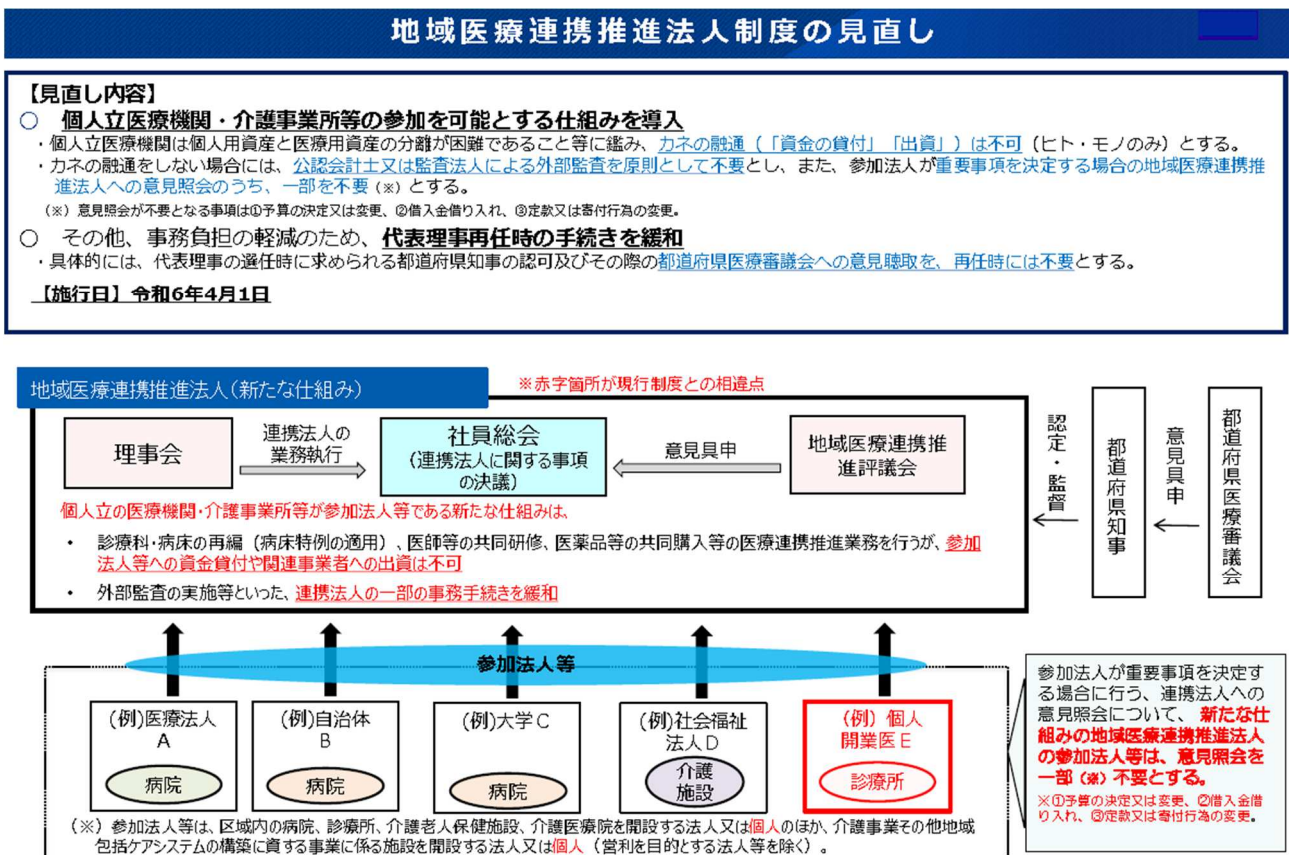 地域医療連携推進法人制度の見直し
【見直し内容】
○ 個人立医療機関・介護事業所等の参加を可能とする仕組みを導入
・個人立医療機関は個人用資産と医療用資産の分離が困難であること等に鑑み、カネの融通(「資金の貸付」「出資」)は不可(ヒト・モノのみ)とする。
・カネの融通をしない場合には、公認会計士又は監査法人による外部監査を原則として不要とし、また、参加法人が重要事項を決定する場合の地域医療連携推
進法人への意見照会のうち、一部を不要(※)とする。
(※)意見照会が不要となる事項は①予算の決定又は変更、②借入金借り入れ、③定款又は寄付行為の変更。
○ その他、事務負担の軽減のため、代表理事再任時の手続きを緩和
・具体的には、代表理事の選任時に求められる都道府県知事の認可及びその際の都道府県医療審議会への意見聴取を、再任時には不要とする。
【施行日】令和6年4月1日
地域医療連携推進法人(新たな仕組み)
※赤字箇所が現行制度との相違点
理事会
連携法人の
業務執行
社員総会
(連携法人に関する事項
の決議)
意見具申
地域医療連携推
進評議会
認定・監督
都道府県知事
意見具申
都道府県医療審議会
個人立の医療機関・介護事業所等が参加法人等である新たな仕組みは、
・ 診療科・病床の再編(病床特例の適用)、医師等の共同研修、医薬品等の共同購入等の医療連携推進業務を行うが、参加
法人等への資金貸付や関連事業者への出資は不可
・ 外部監査の実施等といった、連携法人の一部の事務手続きを緩和
参加法人等
(例)医療法人
A
病院
(例)自治体
B
病院
(例)大学C
病院
(例)社会福祉
法人D
介護
施設
(例)個人
開業医E
診療所
参加法人が重要事項を決定す
る場合に行う、連携法人への
意見照会について、新たな仕
組みの地域医療連携推進法人
の参加法人等は、意見照会を
一部(※)不要とする。
※①予算の決定又は変更、②借入金借
り入れ、③定款又は寄付行為の変更。
(※)参加法人等は、区域内の病院、診療所、介護老人保健施設、介護医療院を開設する法人又は個人のほか、介護事業その他地域
包括ケアシステムの構築に資する事業に係る施設を開設する法人又は個人(営利を目的とする法人等を除く)。